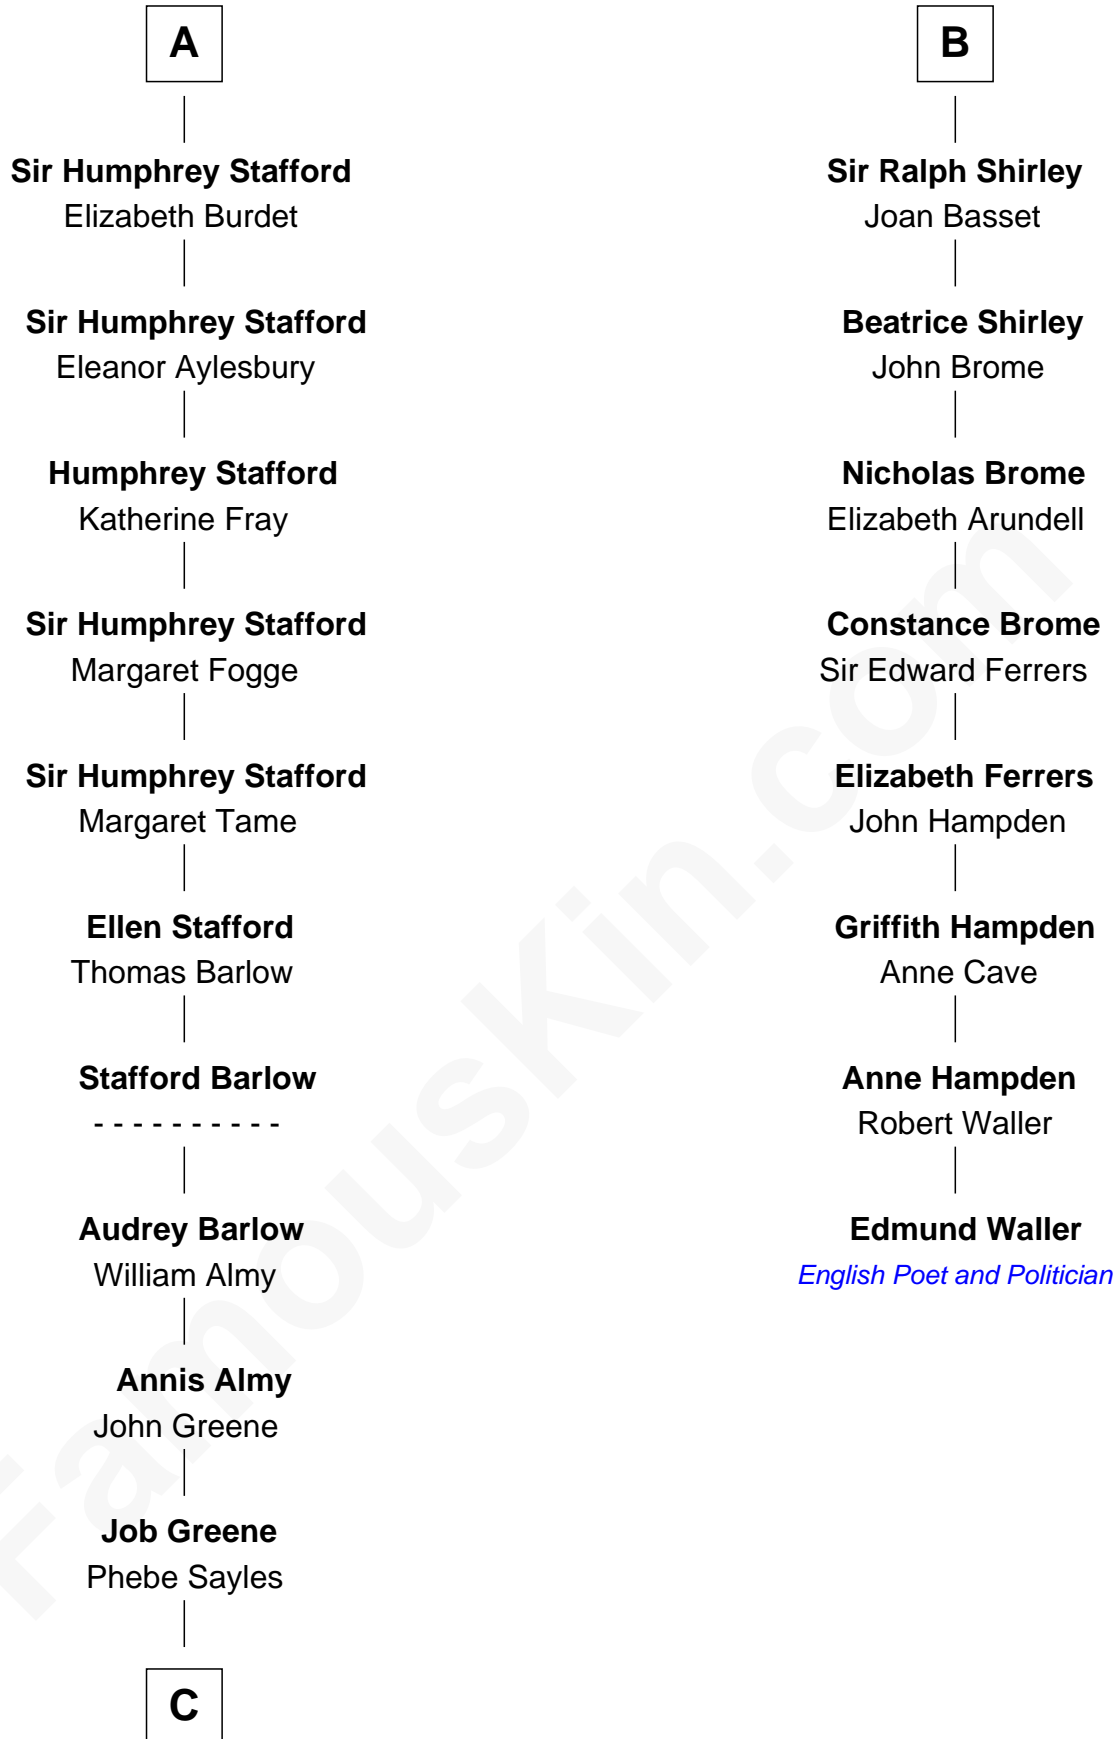 A
Sir Humphrey Stafford
Elizabeth Burdet
Sir Humphrey Stafford
Eleanor Aylesbury
Humphrey Stafford
Katherine Fray
Sir Humphrey Stafford
Margaret Fogge
Sir Humphrey Stafford
Margaret Tame
Ellen Stafford
Thomas Barlow
Stafford Barlow
- - - - - - - - - -
Audrey Barlow
William Almy
Annis Almy
John Greene
Job Greene
Phebe Sayles
C
B
Sir Ralph Shirley
Joan Basset
Beatrice Shirley
John Brome
Nicholas Brome
Elizabeth Arundell
Constance Brome
Sir Edward Ferrers
Elizabeth Ferrers
John Hampden
Griffith Hampden
Anne Cave
Anne Hampden
Robert Waller
Edmund Waller
English Poet and Politician
FamousKin.com